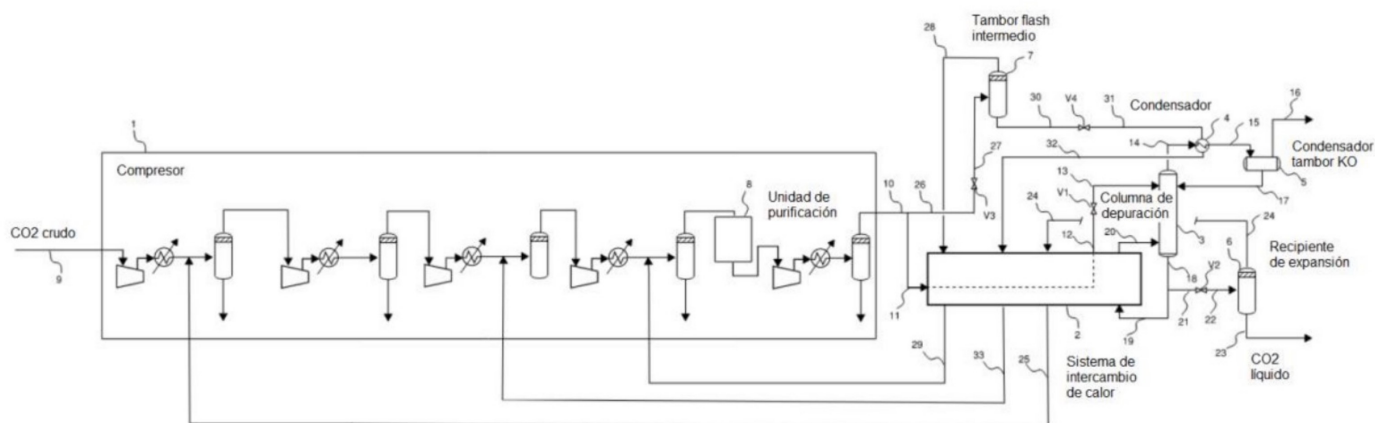 Tambor flash
intermedio
28
7
30
V4
31
Condensador
16
4
15
14
32
Condensador
tambor KO
5
1
Compresor
27
13
17
8
Unidad de
purificación
10
26
V3
V1
Columna de
depuración
24
12
20
3
24
Recipiente
de expansión
6
CO2 crudo
9
18
V2
11
21
22
19
2
23
29
33
25
Sistema de
intercambio
de calor
CO2
líquido